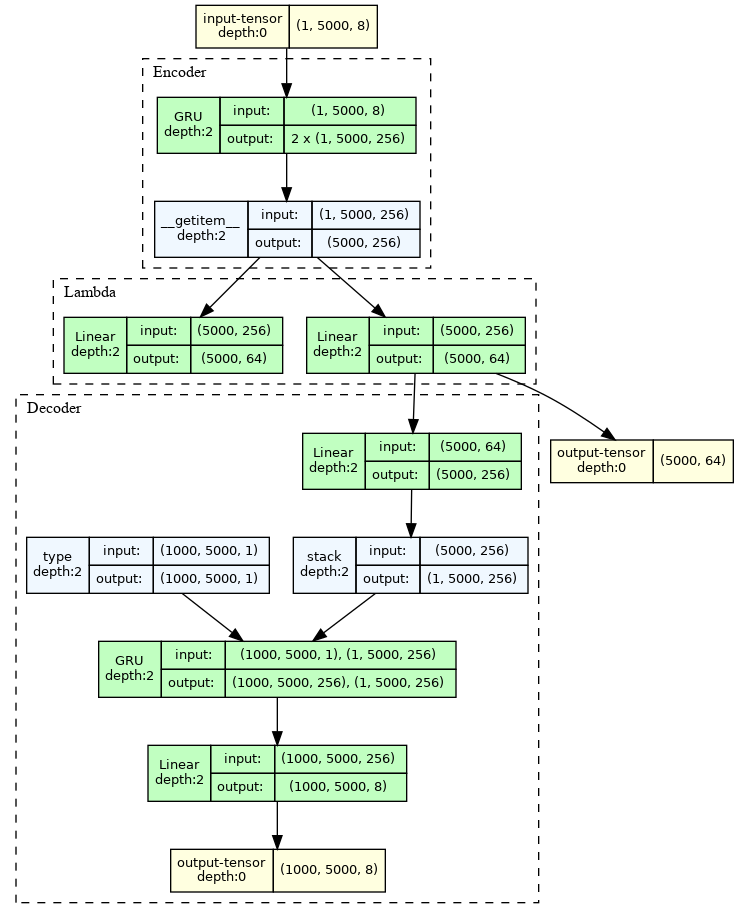 input-tensor
depth:0
(1, 5000, 8)
Encoder
GRU
depth:2
input:
(1, 5000, 8)
output:
2 x (1, 5000, 256)
__getitem__
depth:2
input:
(1, 5000, 256)
output:
(5000, 256)
Lambda
Linear
depth:2
input:
(5000, 256)
output:
(5000, 64)
Linear
depth:2
input:
(5000, 256)
output:
(5000, 64)
Decoder
Linear
depth:2
input:
(5000, 64)
output:
(5000, 256)
output-tensor
depth:0
(5000, 64)
type
depth:2
input:
(1000, 5000, 1)
output:
(1000, 5000, 1)
stack
depth:2
input:
(5000, 256)
output:
(1, 5000, 256)
GRU
depth:2
input:
(1000, 5000, 1), (1, 5000, 256)
output:
(1000, 5000, 256), (1, 5000, 256)
Linear
depth:2
input:
(1000, 5000, 256)
output:
(1000, 5000, 8)
output-tensor
depth:0
(1000, 5000, 8)